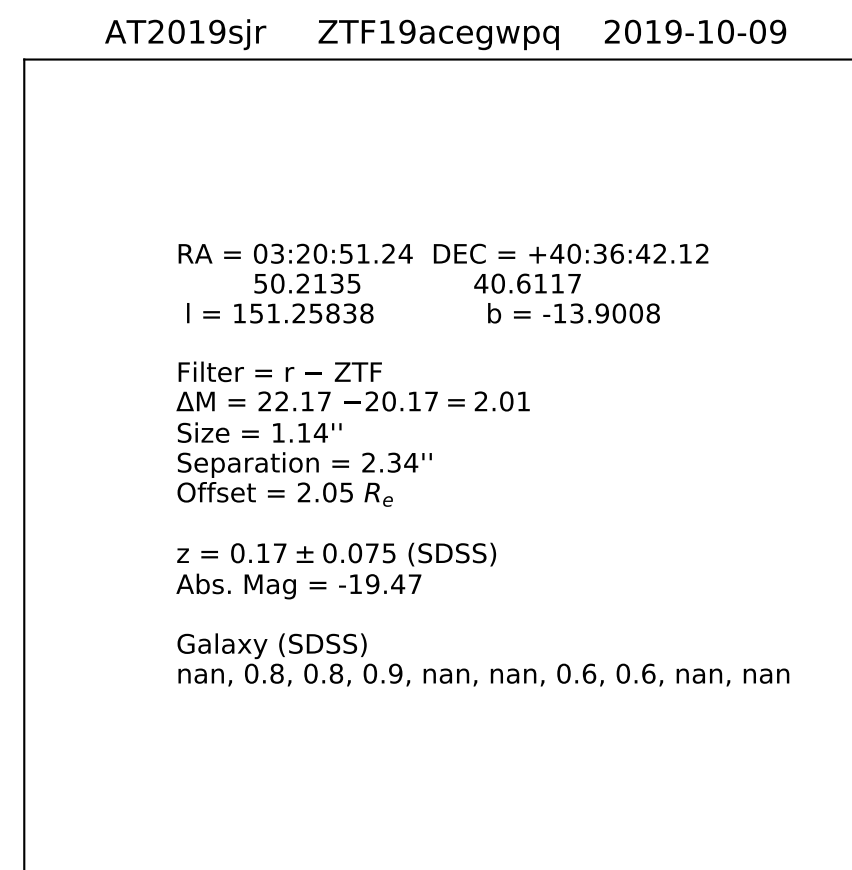 AT2019sjr ZTF19acegwpq 2019-10-09
RA = 03:20:51.24 DEC = +40:36:42.12
50.2135 40.6117
l = 151.25838 b = -13.9008
Filter = r − ZTF
ΔM = 22.17 −20.17 = 2.01
Size = 1.14''
Separation = 2.34''
Offset = 2.05 Rₑ
z = 0.17 ± 0.075 (SDSS)
Abs. Mag = -19.47
Galaxy (SDSS)
nan, 0.8, 0.8, 0.9, nan, nan, 0.6, 0.6, nan, nan